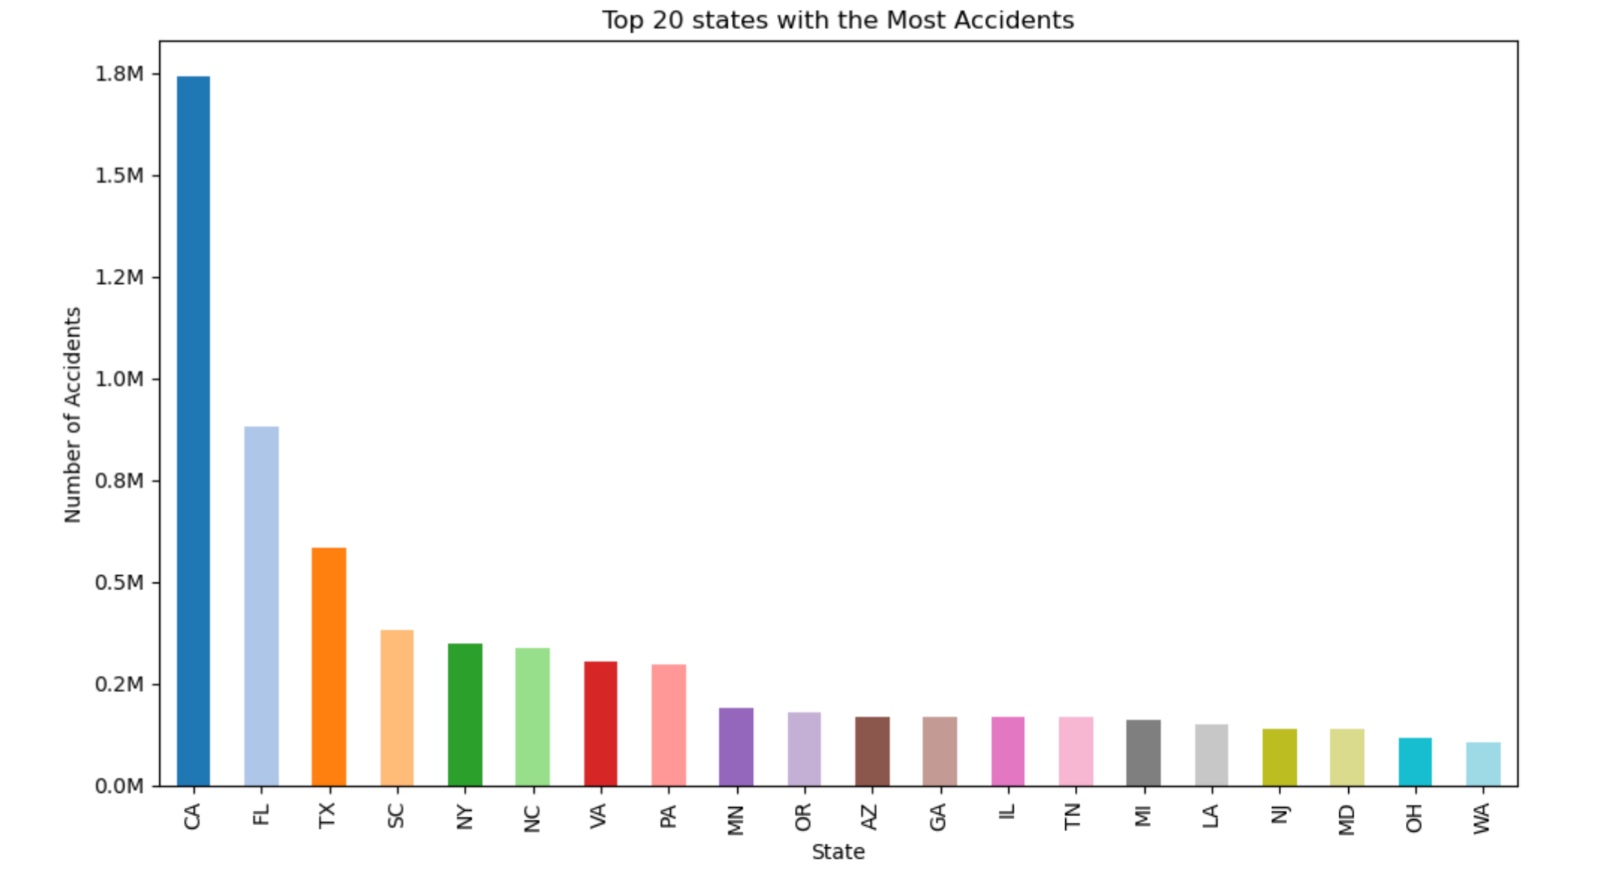 Top 20 states with the Most Accidents
Number of Accidents
1.8M
1.5M
1.2M
1.0M
0.8M
0.5M
0.2M
0.0M
CA FL TX SC NY NC VA PA MN OR AZ GA IL TN MI LA NJ MD OH WA
State